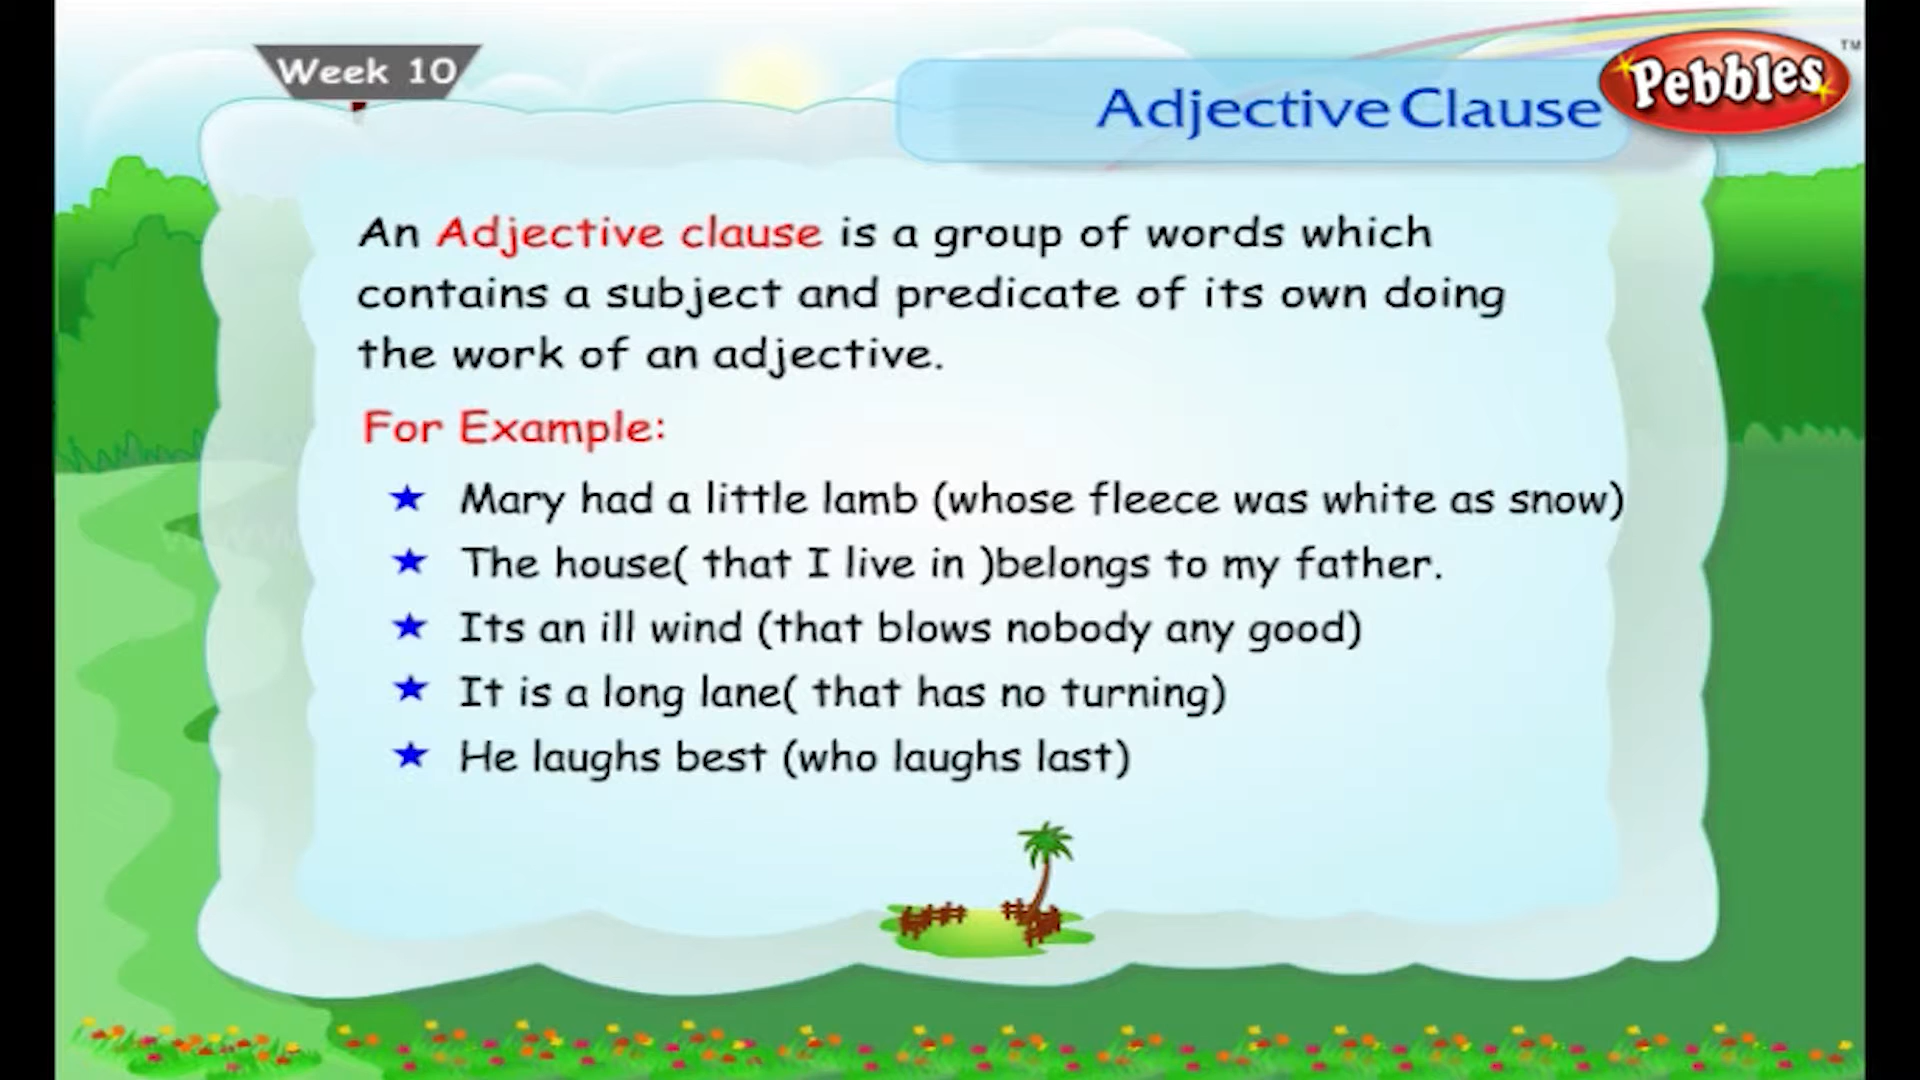 Week 10
Adjective Clause
Pebbles
TM
An Adjective clause is a group of words which
contains a subject and predicate of its own doing
the work of an adjective.
For Example:
★ Mary had a little lamb (whose fleece was white as snow)
★ The house( that I live in )belongs to my father.
★ Its an ill wind (that blows nobody any good)
★ It is a long lane( that has no turning)
★ He laughs best (who laughs last)